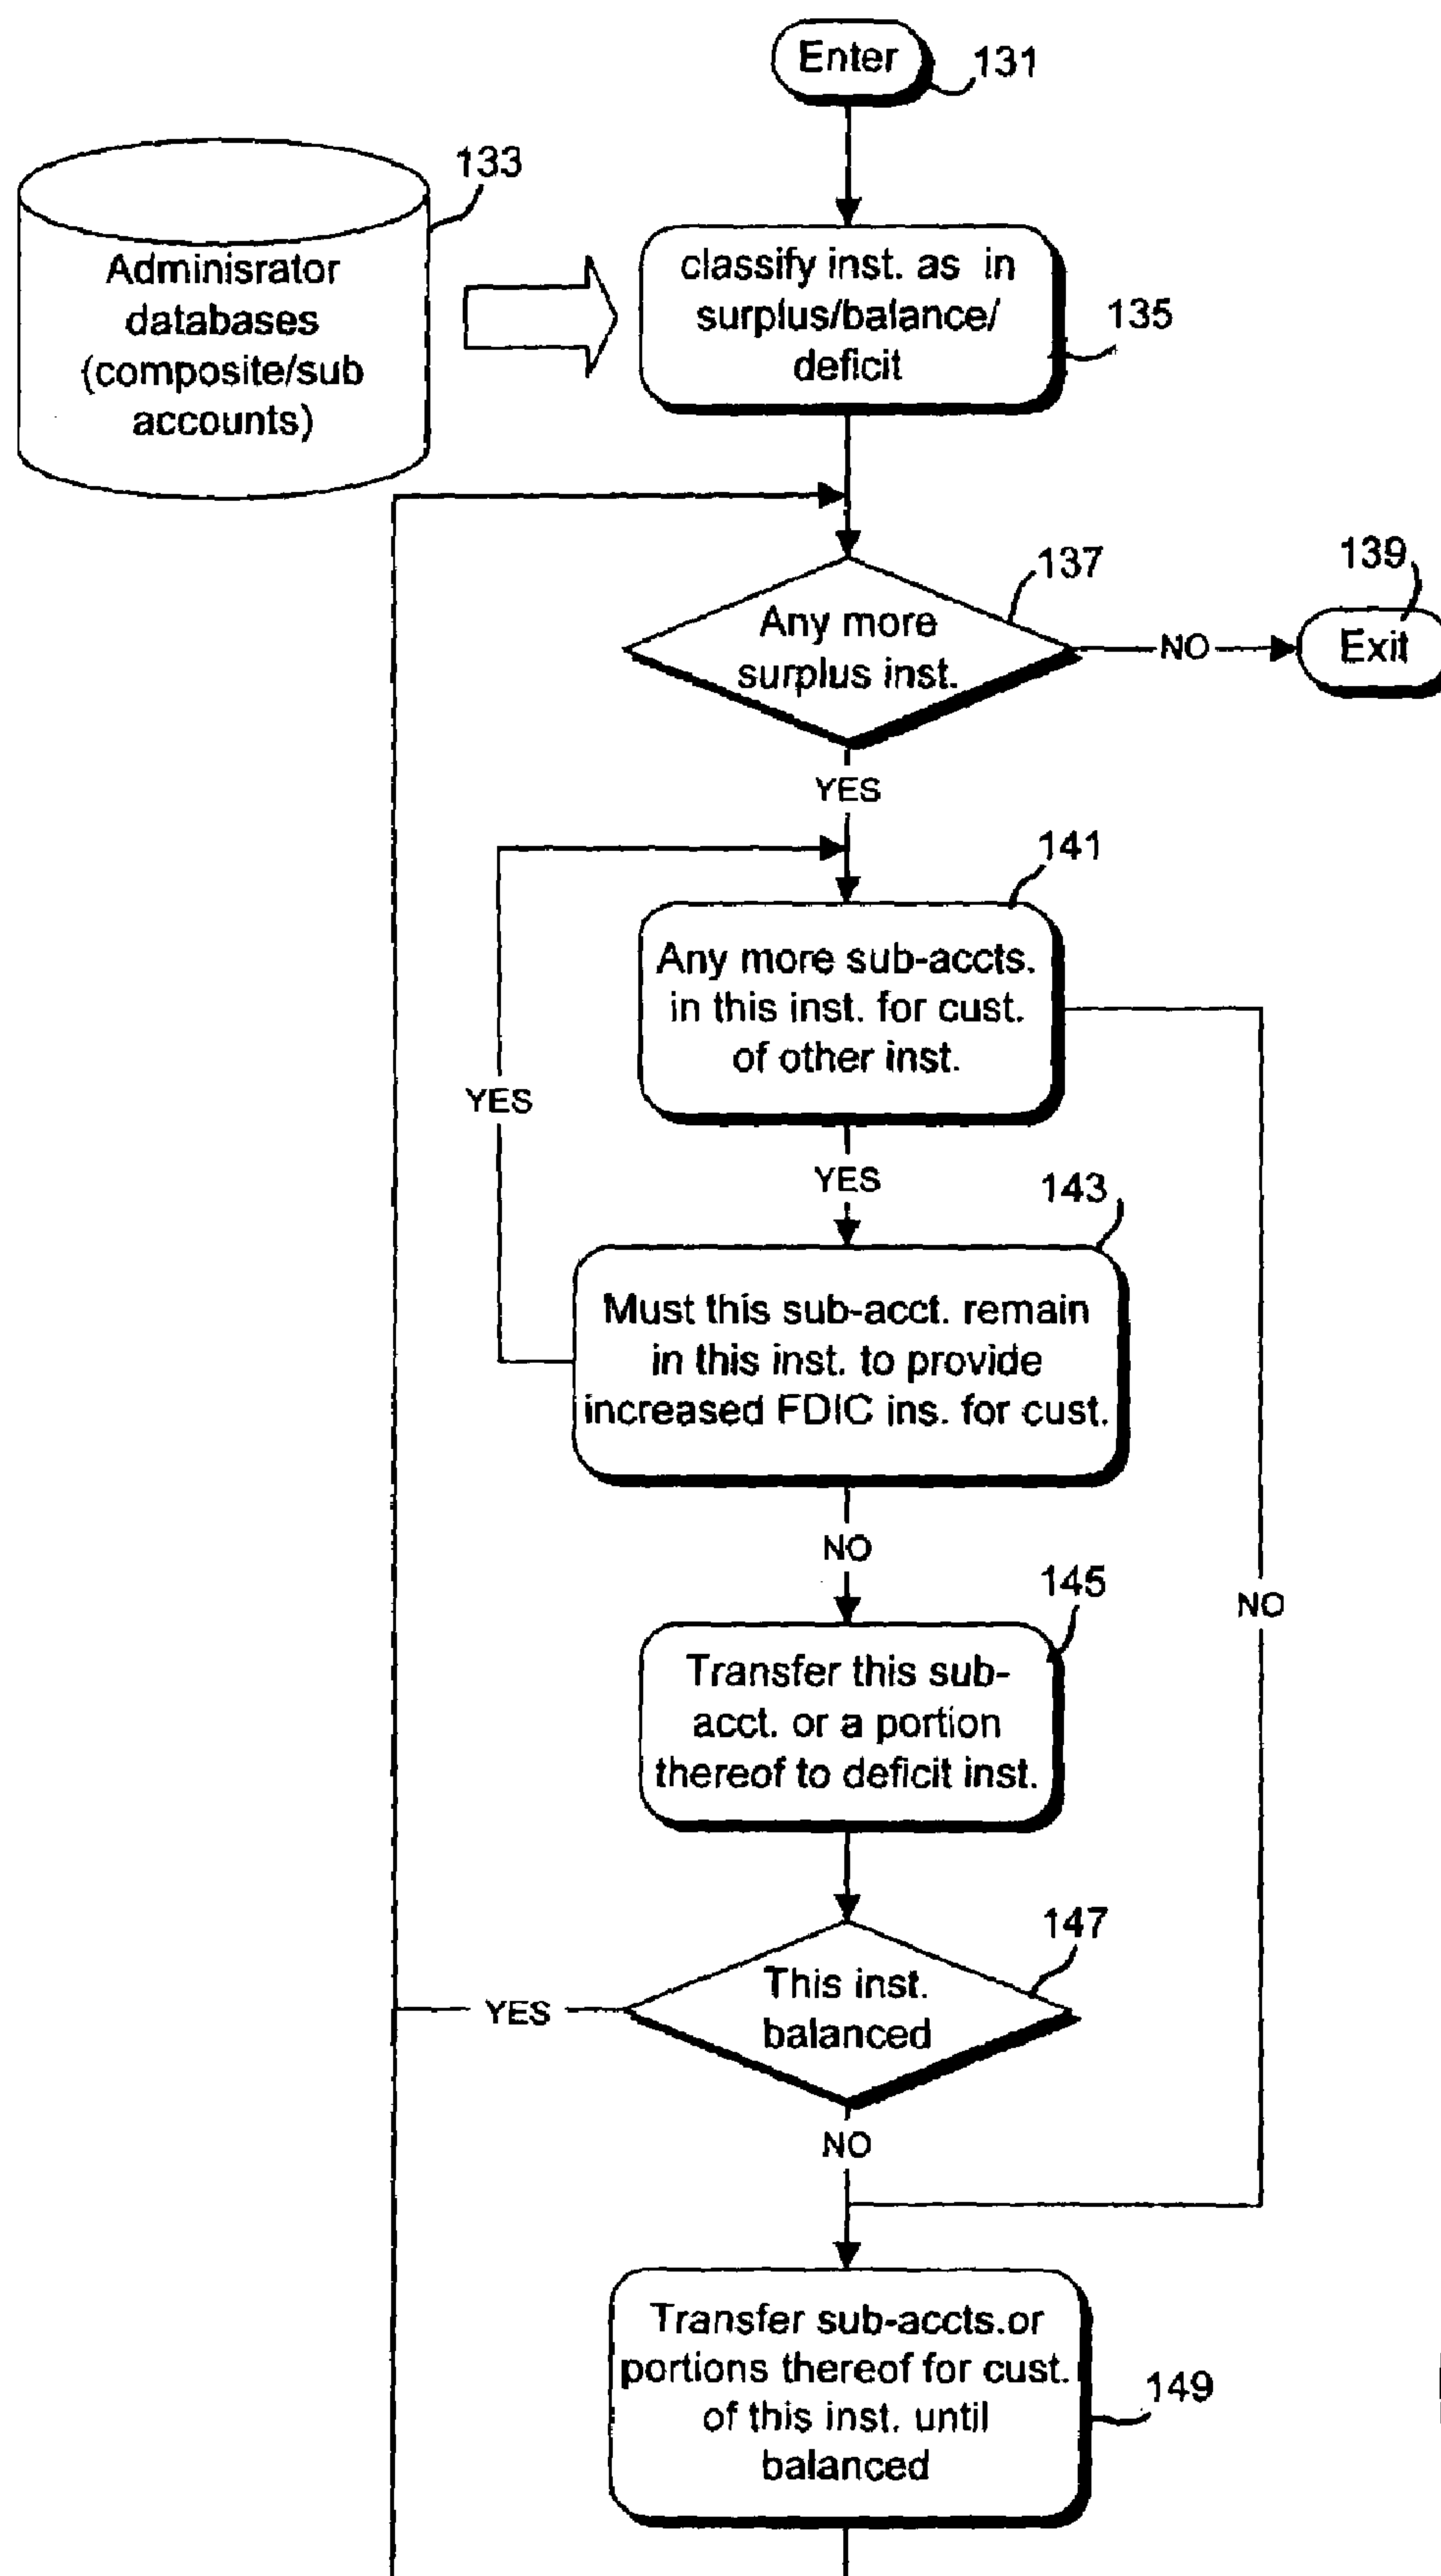 Enter
131
133
Adminisrator
databases
(composite/sub
accounts)
classify inst. as in
surplus/balance/
deficit
135
137
Any more
surplus inst.
NO
139
Exit
YES
141
Any more sub-accts.
in this inst. for cust.
of other inst.
YES
YES
143
Must this sub-acct. remain
in this inst. to provide
increased FDIC ins. for cust.
NO
145
Transfer this sub-
acct. or a portion
thereof to deficit inst.
NO
147
This inst.
balanced
YES
NO
Transfer sub-accts.or
portions thereof for cust.
of this inst. until
balanced
149